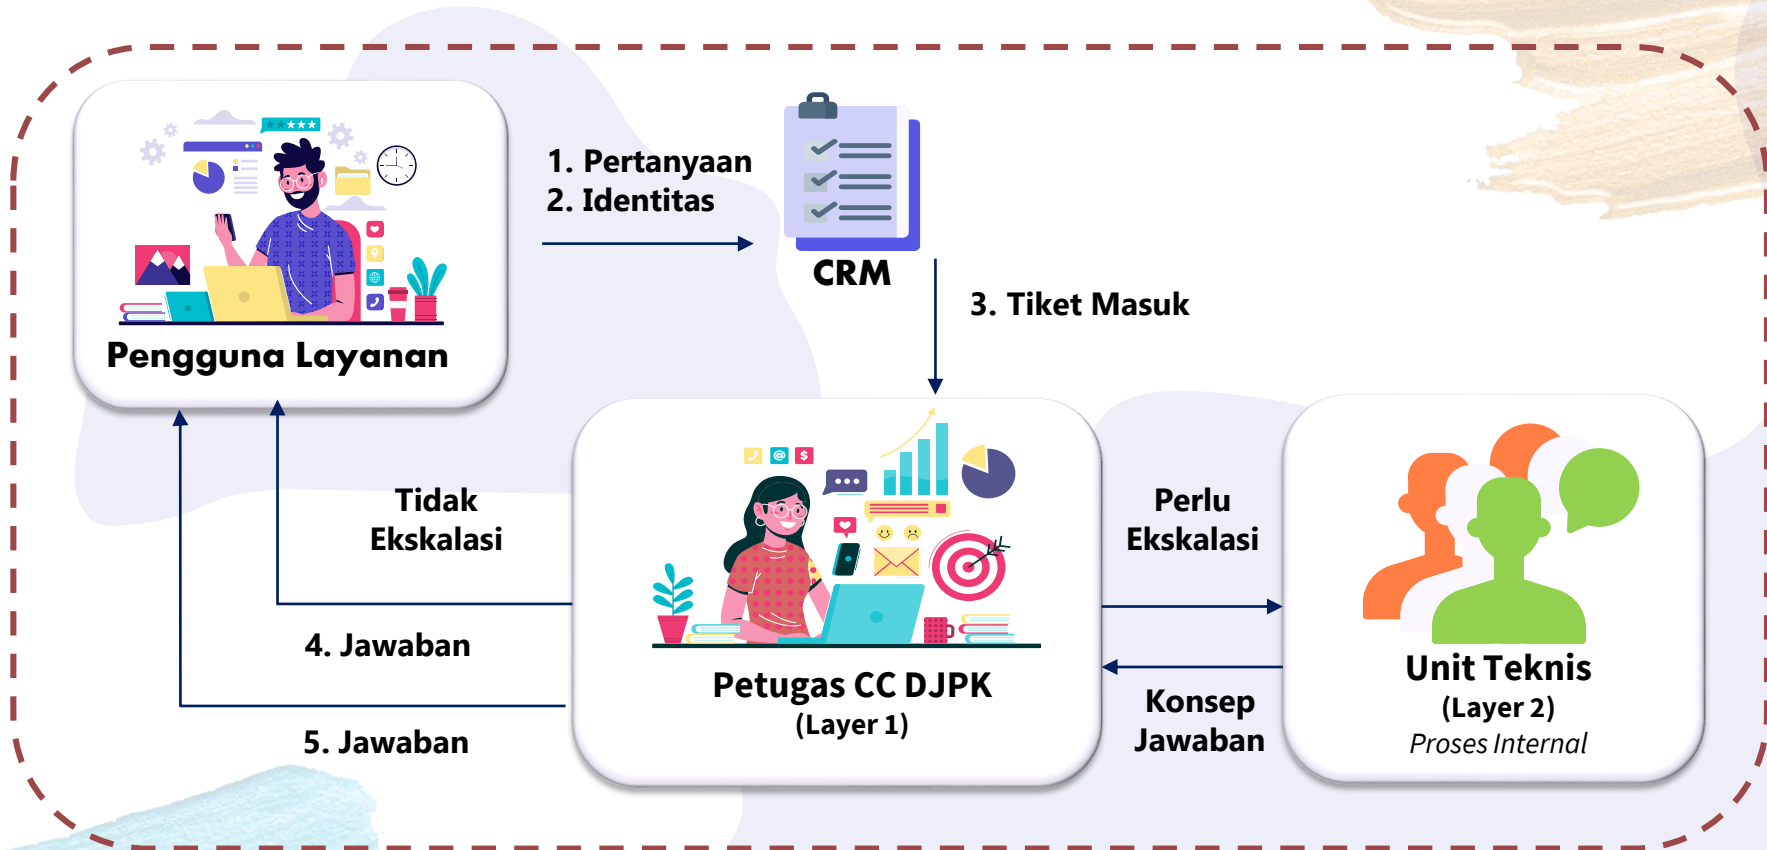 1. Pertanyaan
2. Identitas
CRM
3. Tiket Masuk
Pengguna Layanan
Tidak
Ekskalasi
4. Jawaban
5. Jawaban
Petugas CC DJPK
(Layer 1)
Perlu
Ekskalasi
Konsep
Jawaban
Unit Teknis
(Layer 2)
Proses Internal